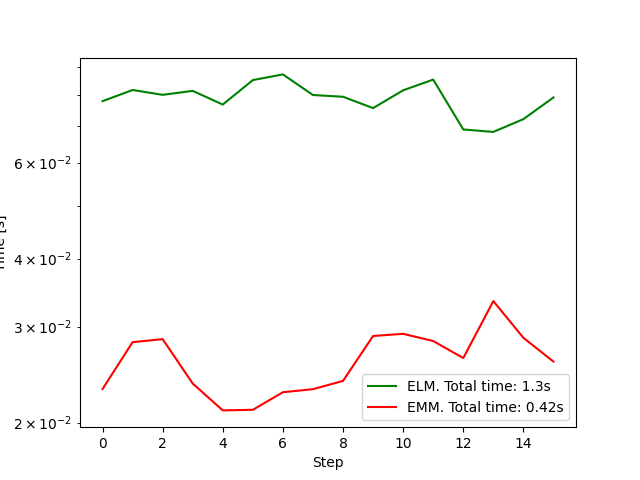 6 × 10⁻²
4 × 10⁻²
3 × 10⁻²
2 × 10⁻²
Time [s]
0 2 4 6 8 10 12 14
Step
ELM. Total time: 1.3s
EMM. Total time: 0.42s